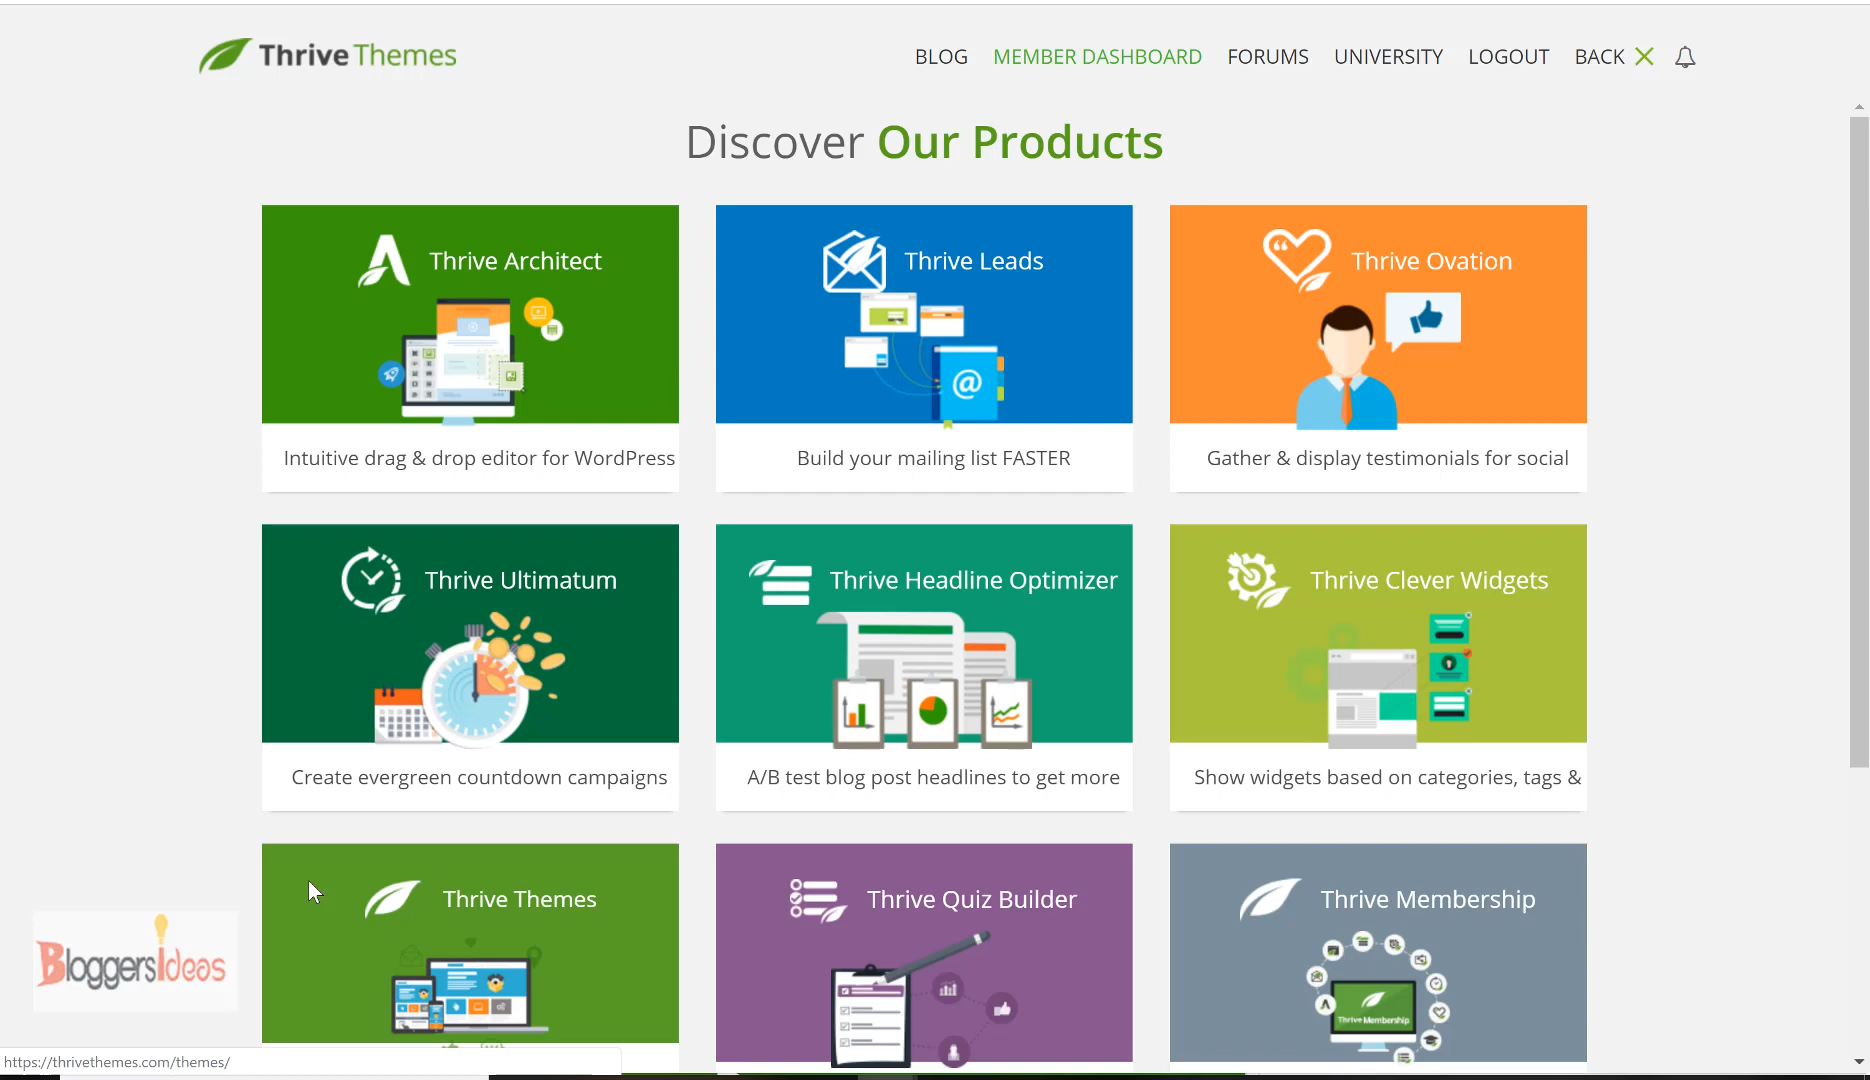 Thrive Themes
BLOG MEMBER DASHBOARD FORUMS UNIVERSITY LOGOUT BACK
Discover Our Products
Thrive Architect
Intuitive drag & drop editor for WordPress
Thrive Leads
@
Build your mailing list FASTER
Thrive Ovation
Gather & display testimonials for social
Thrive Ultimatum
Create evergreen countdown campaigns
Thrive Headline Optimizer
A/B test blog post headlines to get more
Thrive Clever Widgets
Show widgets based on categories, tags &
Thrive Themes
Thrive Quiz Builder
Thrive Membership
Thrive Membership
BloggersIdeas
https://thrivethemes.com/themes/